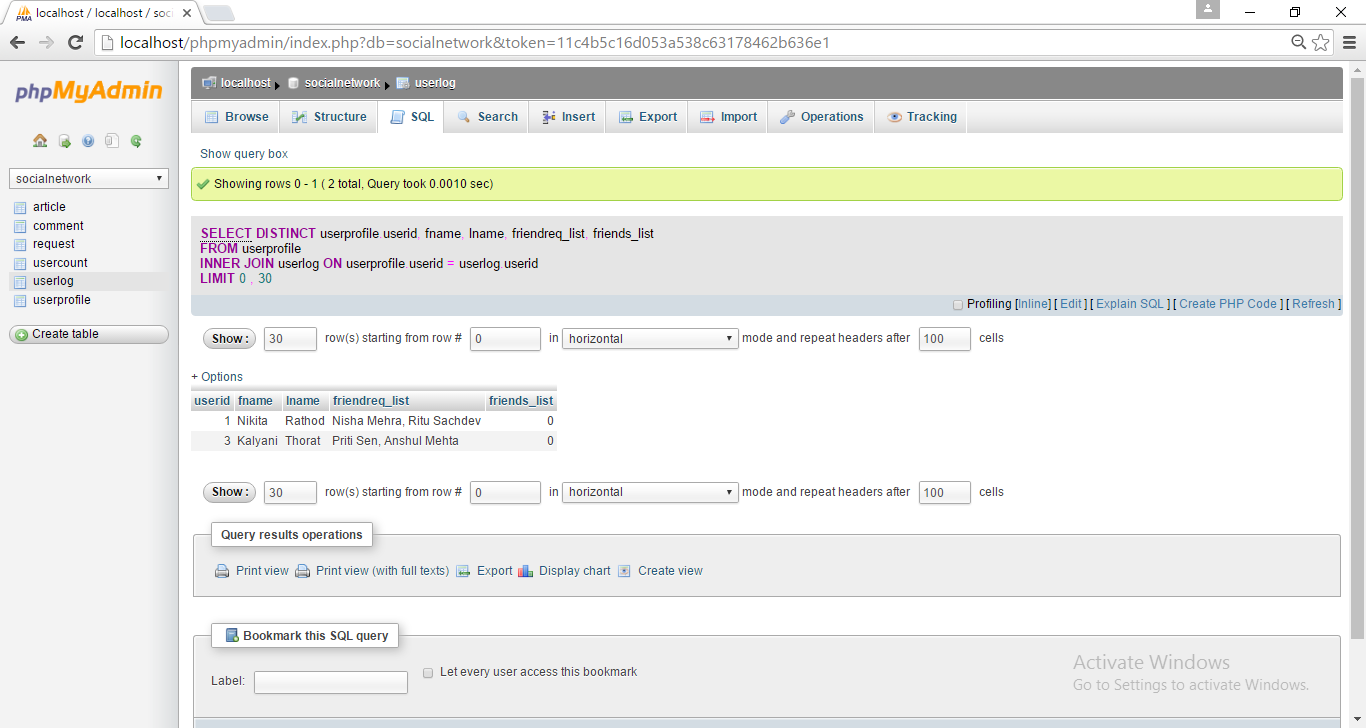 localhost / localhost / soc
localhost/phpmyadmin/index.php?db=socialnetwork&token=11c4b5c16d053a538c63178462b636e1
phpMyAdmin
socialnetwork
article
comment
request
usercount
userlog
userprofile
Create table
localhost socialnetwork userlog
Browse Structure SQL Search Insert Export Import Operations Tracking
Show query box
Showing rows 0 - 1 ( 2 total, Query took 0.0010 sec)
SELECT DISTINCT userprofile.userid, fname, lname, friendreq_list, friends_list
FROM userprofile
INNER JOIN userlog ON userprofile.userid = userlog.userid
LIMIT 0 , 30
Profiling [Inline] [ Edit ] [ Explain SQL ] [ Create PHP Code ] [ Refresh ]
Show : 30 row(s) starting from row # 0 in horizontal mode and repeat headers after 100 cells
+ Options
userid fname lname friendreq_list friends_list
1 Nikita Rathod Nisha Mehra, Ritu Sachdev 0
3 Kalyani Thorat Priti Sen, Anshul Mehta 0
Show : 30 row(s) starting from row # 0 in horizontal mode and repeat headers after 100 cells
Query results operations
Print view Print view (with full texts) Export Display chart Create view
Bookmark this SQL query
Label: Let every user access this bookmark
Activate Windows
Go to Settings to activate Windows.